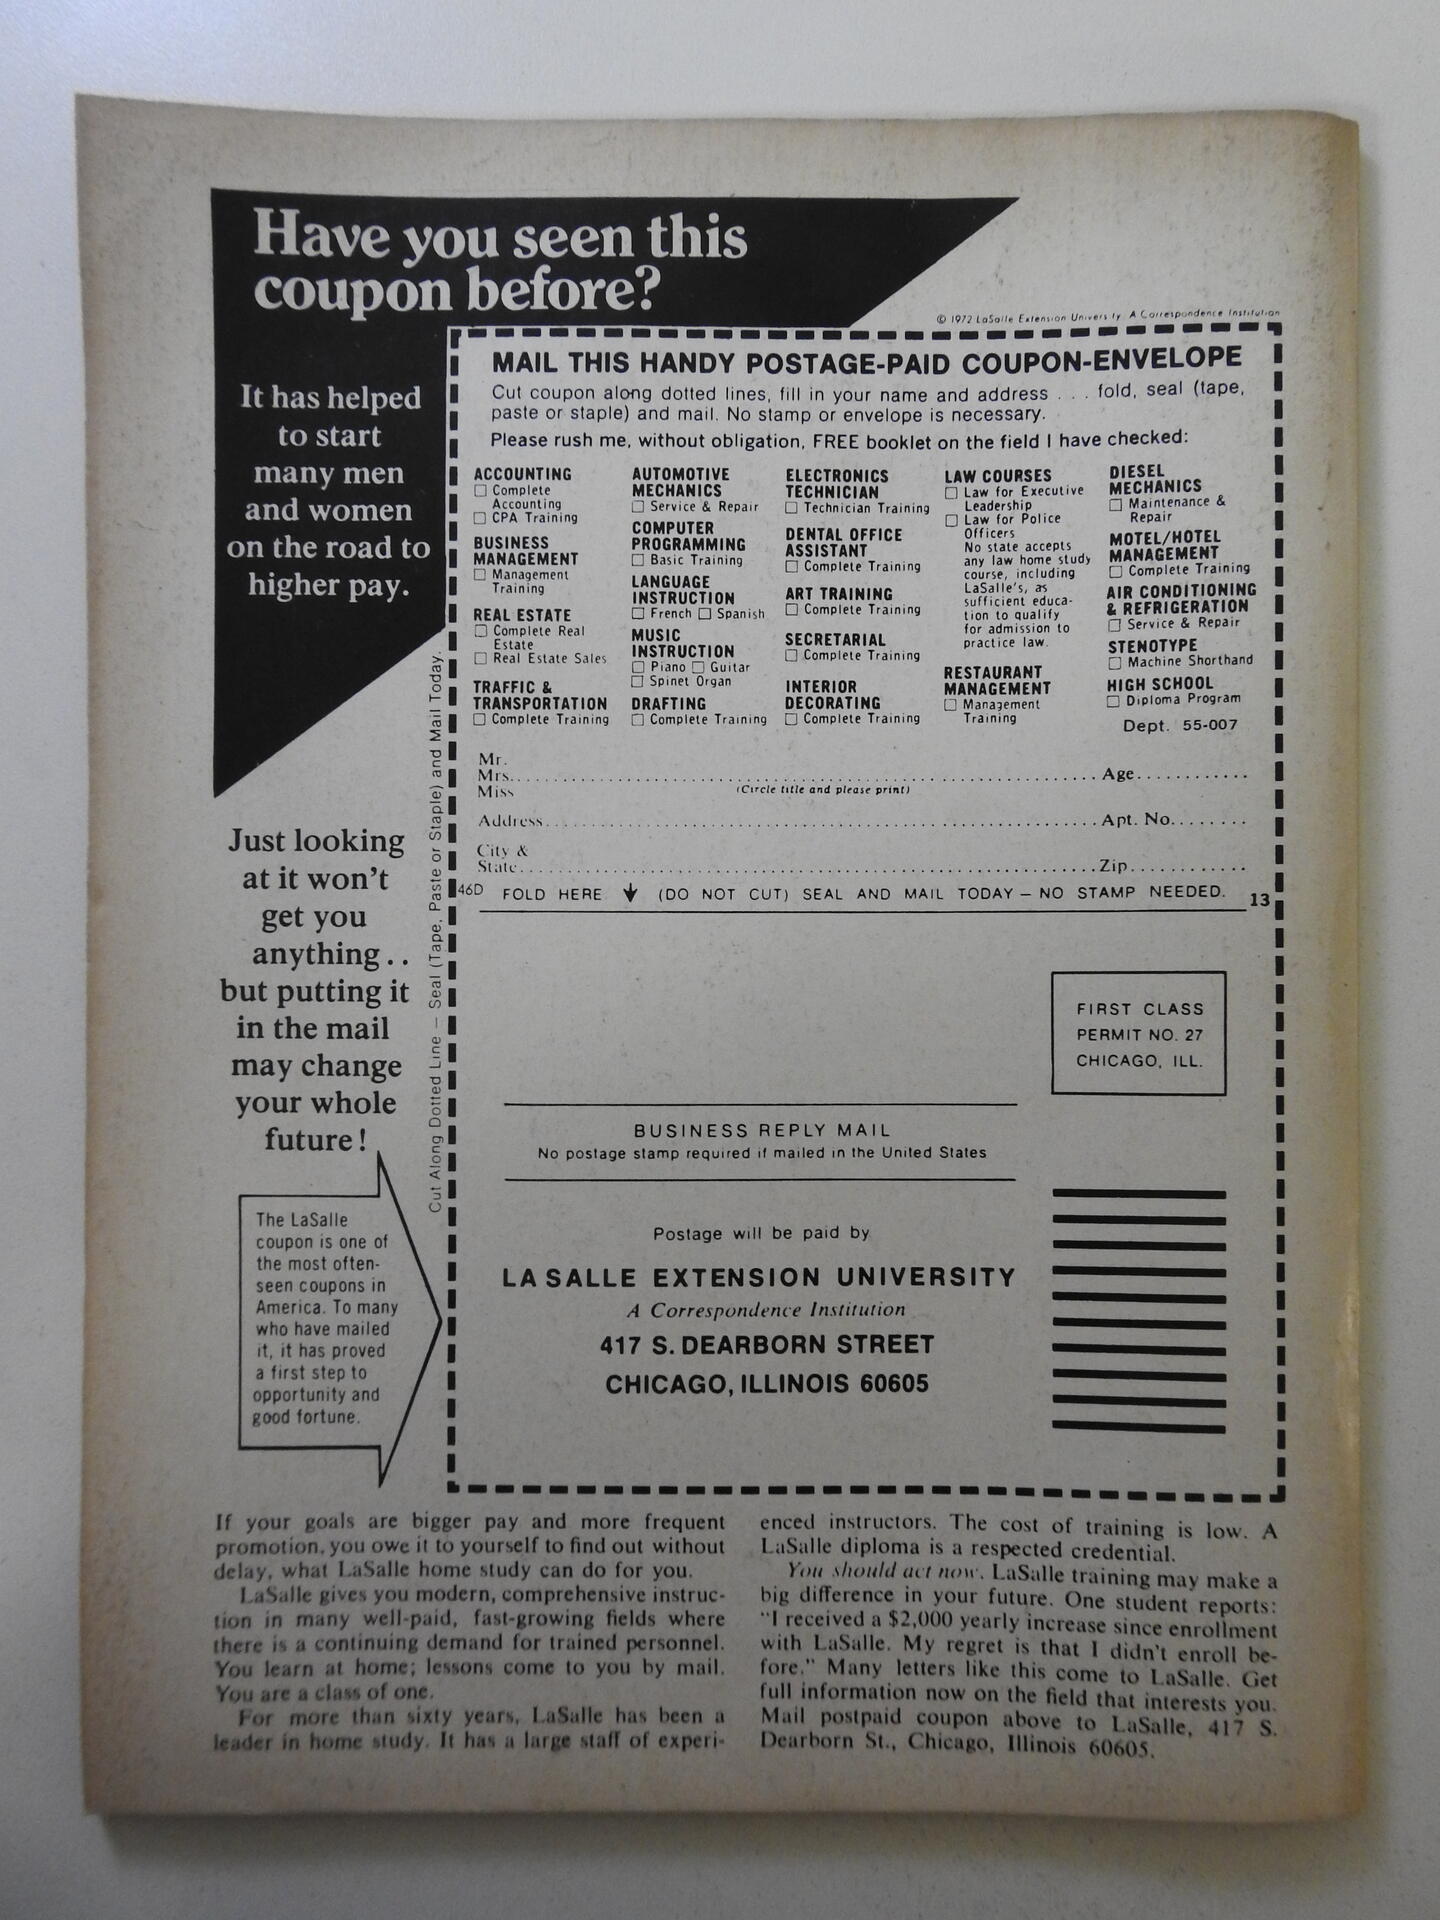 Have you seen this
coupon before?
It has helped
to start
many men
and women
on the road to
higher pay.
Just looking
at it won't
get you
anything . .
but putting it
in the mail
may change
your whole
future!
The LaSalle
coupon is one of
the most often-
seen coupons in
America. To many
who have mailed
it, it has proved
a first step to
opportunity and
good fortune.
Cut Along Dotted Line — Seal (Tape, Paste or Staple) and Mail Today.
© 1972 LaSalle Extension University A Correspondence Institution
MAIL THIS HANDY POSTAGE-PAID COUPON-ENVELOPE
Cut coupon along dotted lines, fill in your name and address . . . fold, seal (tape,
paste or staple) and mail. No stamp or envelope is necessary.
Please rush me, without obligation, FREE booklet on the field I have checked:
ACCOUNTING
☐ Complete
Accounting
☐ CPA Training
BUSINESS
MANAGEMENT
☐ Management
Training
REAL ESTATE
☐ Complete Real
Estate
☐ Real Estate Sales
TRAFFIC &
TRANSPORTATION
☐ Complete Training
AUTOMOTIVE
MECHANICS
☐ Service & Repair
COMPUTER
PROGRAMMING
☐ Basic Training
LANGUAGE
INSTRUCTION
☐ French ☐ Spanish
MUSIC
INSTRUCTION
☐ Piano ☐ Guitar
☐ Spinet Organ
DRAFTING
☐ Complete Training
ELECTRONICS
TECHNICIAN
☐ Technician Training
DENTAL OFFICE
ASSISTANT
☐ Complete Training
ART TRAINING
☐ Complete Training
SECRETARIAL
☐ Complete Training
INTERIOR
DECORATING
☐ Complete Training
LAW COURSES
☐ Law for Executive
Leadership
☐ Law for Police
Officers
No state accepts
any law home study
course, including
LaSalle's, as
sufficient educa-
tion to qualify
for admission to
practice law.
RESTAURANT
MANAGEMENT
☐ Management
Training
DIESEL
MECHANICS
☐ Maintenance &
Repair
MOTEL/HOTEL
MANAGEMENT
☐ Complete Training
AIR CONDITIONING
& REFRIGERATION
☐ Service & Repair
STENOTYPE
☐ Machine Shorthand
HIGH SCHOOL
☐ Diploma Program
Dept. 55-007
Mr.
Mrs. . . . . . . . . . . Age . . . . . . . . . .
Miss (Circle title and please print)
Address . . . . . . . . . . Apt. No. . . . . . . .
City &
State . . . . . . . . . . Zip . . . . . . . . . .
46D FOLD HERE ↓ (DO NOT CUT) SEAL AND MAIL TODAY — NO STAMP NEEDED. 13
FIRST CLASS
PERMIT NO. 27
CHICAGO, ILL.
BUSINESS REPLY MAIL
No postage stamp required if mailed in the United States
Postage will be paid by
LA SALLE EXTENSION UNIVERSITY
A Correspondence Institution
417 S. DEARBORN STREET
CHICAGO, ILLINOIS 60605
If your goals are bigger pay and more frequent
promotion, you owe it to yourself to find out without
delay, what LaSalle home study can do for you.
LaSalle gives you modern, comprehensive instruc-
tion in many well-paid, fast-growing fields where
there is a continuing demand for trained personnel.
You learn at home; lessons come to you by mail.
You are a class of one.
For more than sixty years, LaSalle has been a
leader in home study. It has a large staff of experi-
enced instructors. The cost of training is low. A
LaSalle diploma is a respected credential.
You should act now. LaSalle training may make a
big difference in your future. One student reports:
"I received a $2,000 yearly increase since enrollment
with LaSalle. My regret is that I didn't enroll be-
fore." Many letters like this come to LaSalle. Get
full information now on the field that interests you.
Mail postpaid coupon above to LaSalle, 417 S.
Dearborn St., Chicago, Illinois 60605.